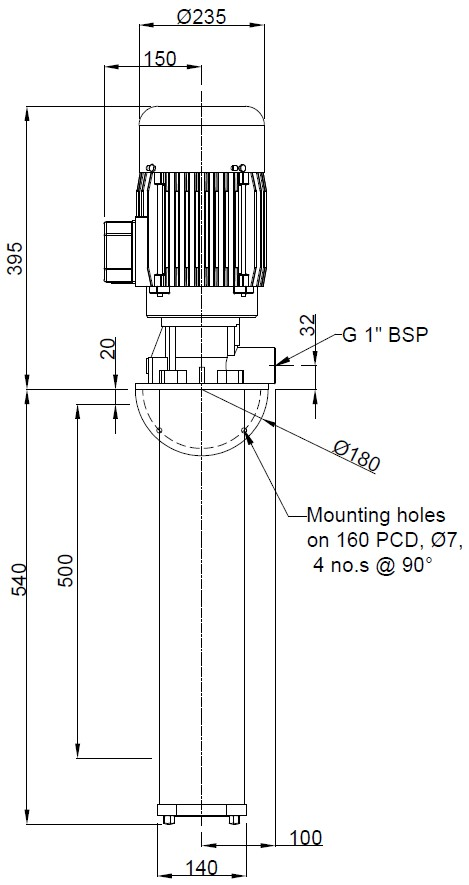 Ø235
150
395
32
G 1" BSP
20
Ø180
Mounting holes
on 160 PCD, Ø7,
4 no.s @ 90°
500
540
100
140